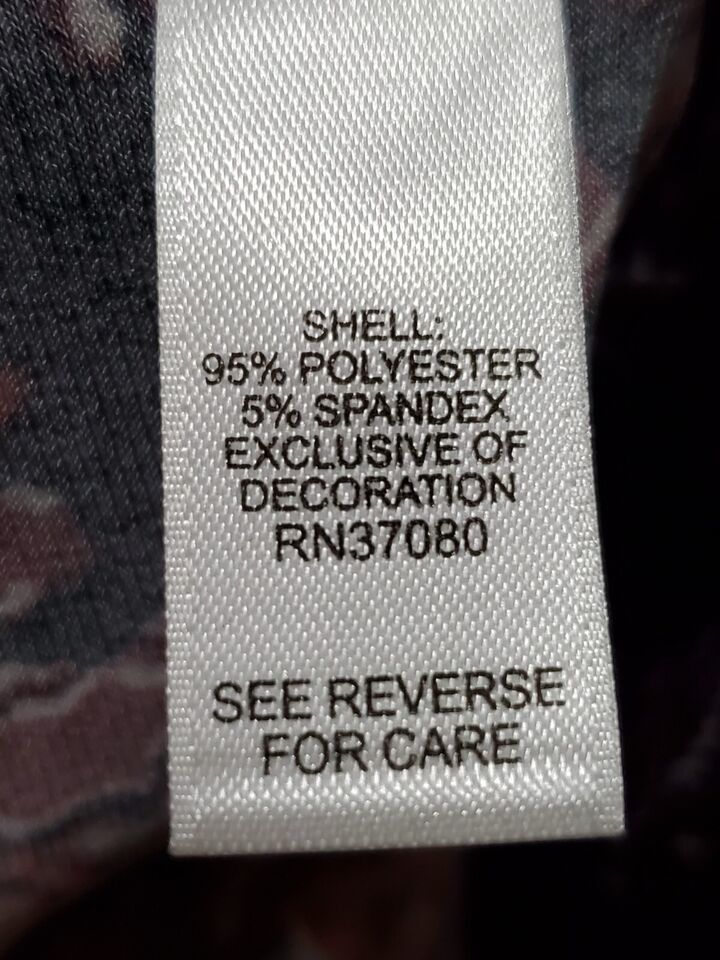 SHELL:
95% POLYESTER
5% SPANDEX
EXCLUSIVE OF
DECORATION
RN37080
SEE REVERSE
FOR CARE